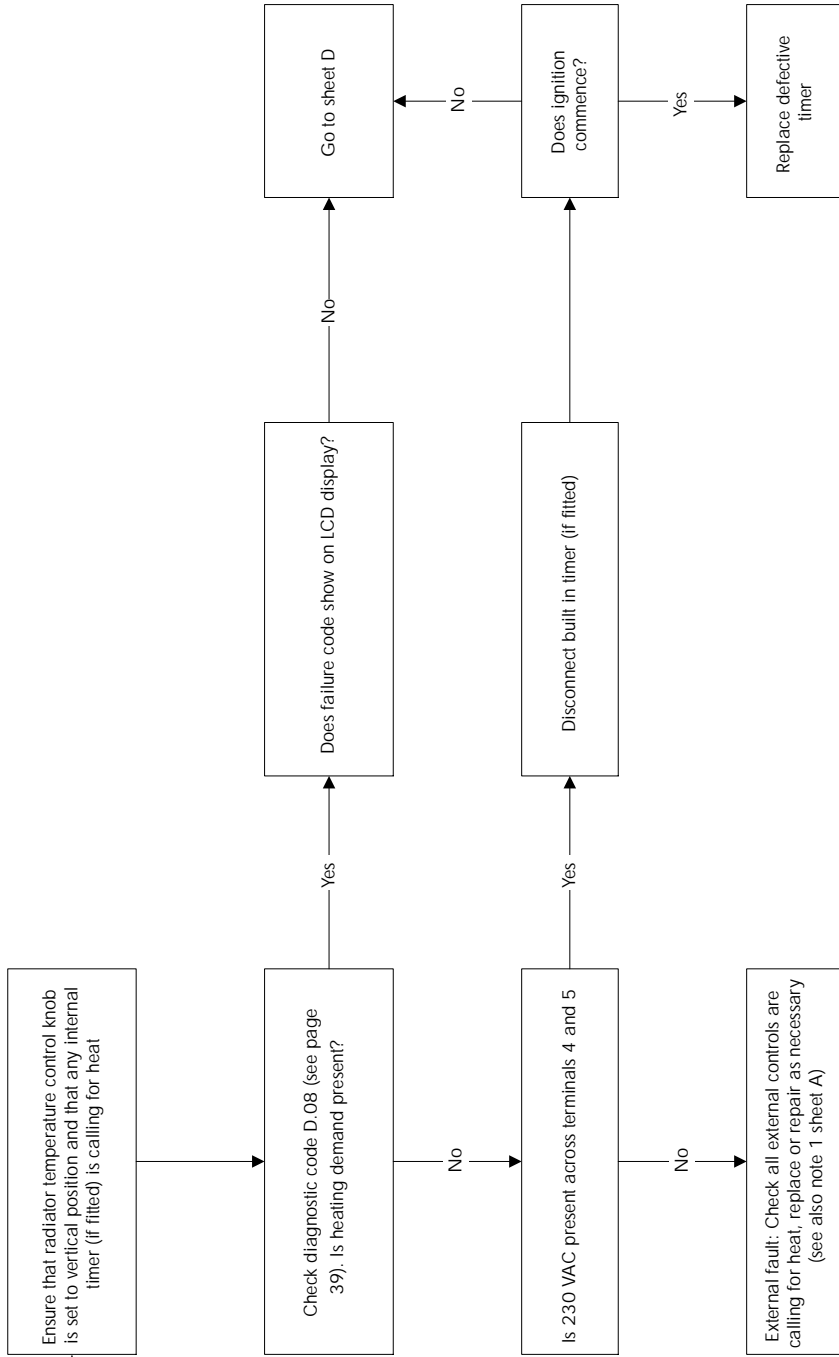 Ensure that radiator temperature control knob
is set to vertical position and that any internal
timer (if fitted) is calling for heat
Check diagnostic code D.08 (see page
39). Is heating demand present?
Yes
Does failure code show on LCD display?
No
Go to sheet D
No
No
Is 230 VAC present across terminals 4 and 5
Yes
Disconnect built in timer (if fitted)
Does ignition
commence?
No
Yes
External fault: Check all external controls are
calling for heat, replace or repair as necessary
(see also note 1 sheet A)
Replace defective
timer